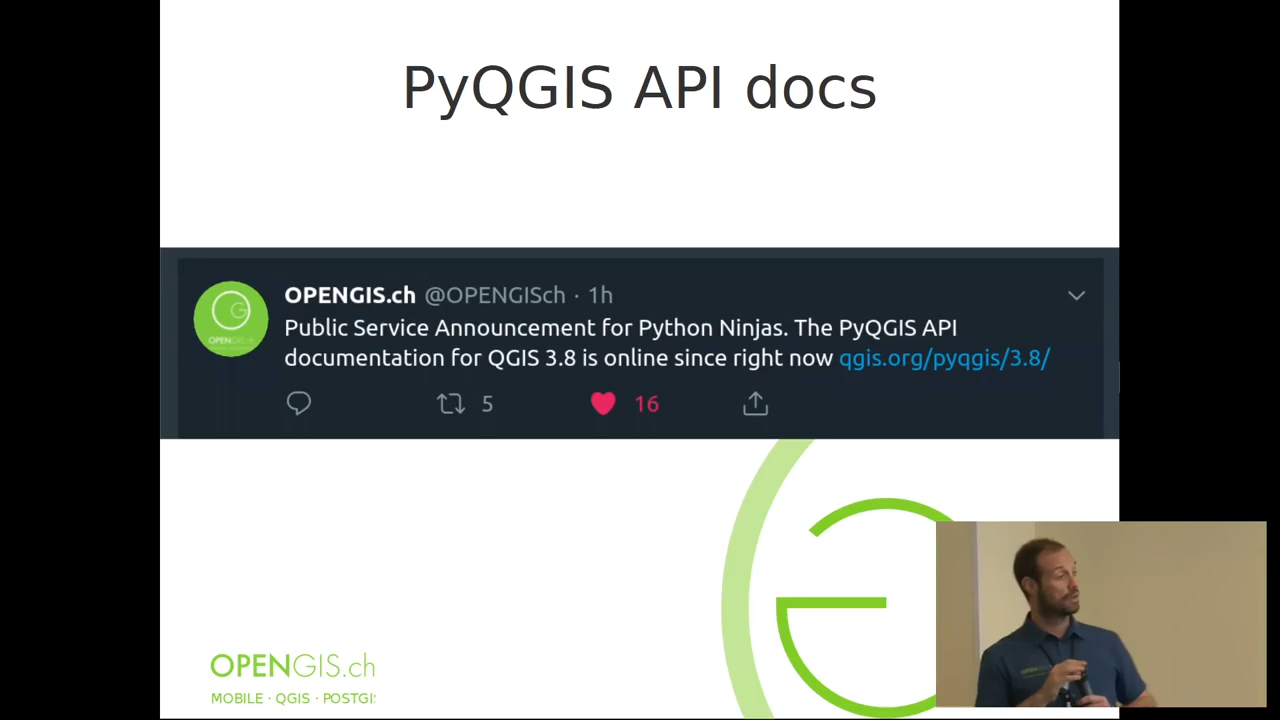 PyQGIS API docs
OPENGIS.ch @OPENGISch · 1h
Public Service Announcement for Python Ninjas. The PyQGIS API
documentation for QGIS 3.8 is online since right now qgis.org/pyqgis/3.8/
5 16
OPENGIS.ch
MOBILE · QGIS · POSTGI